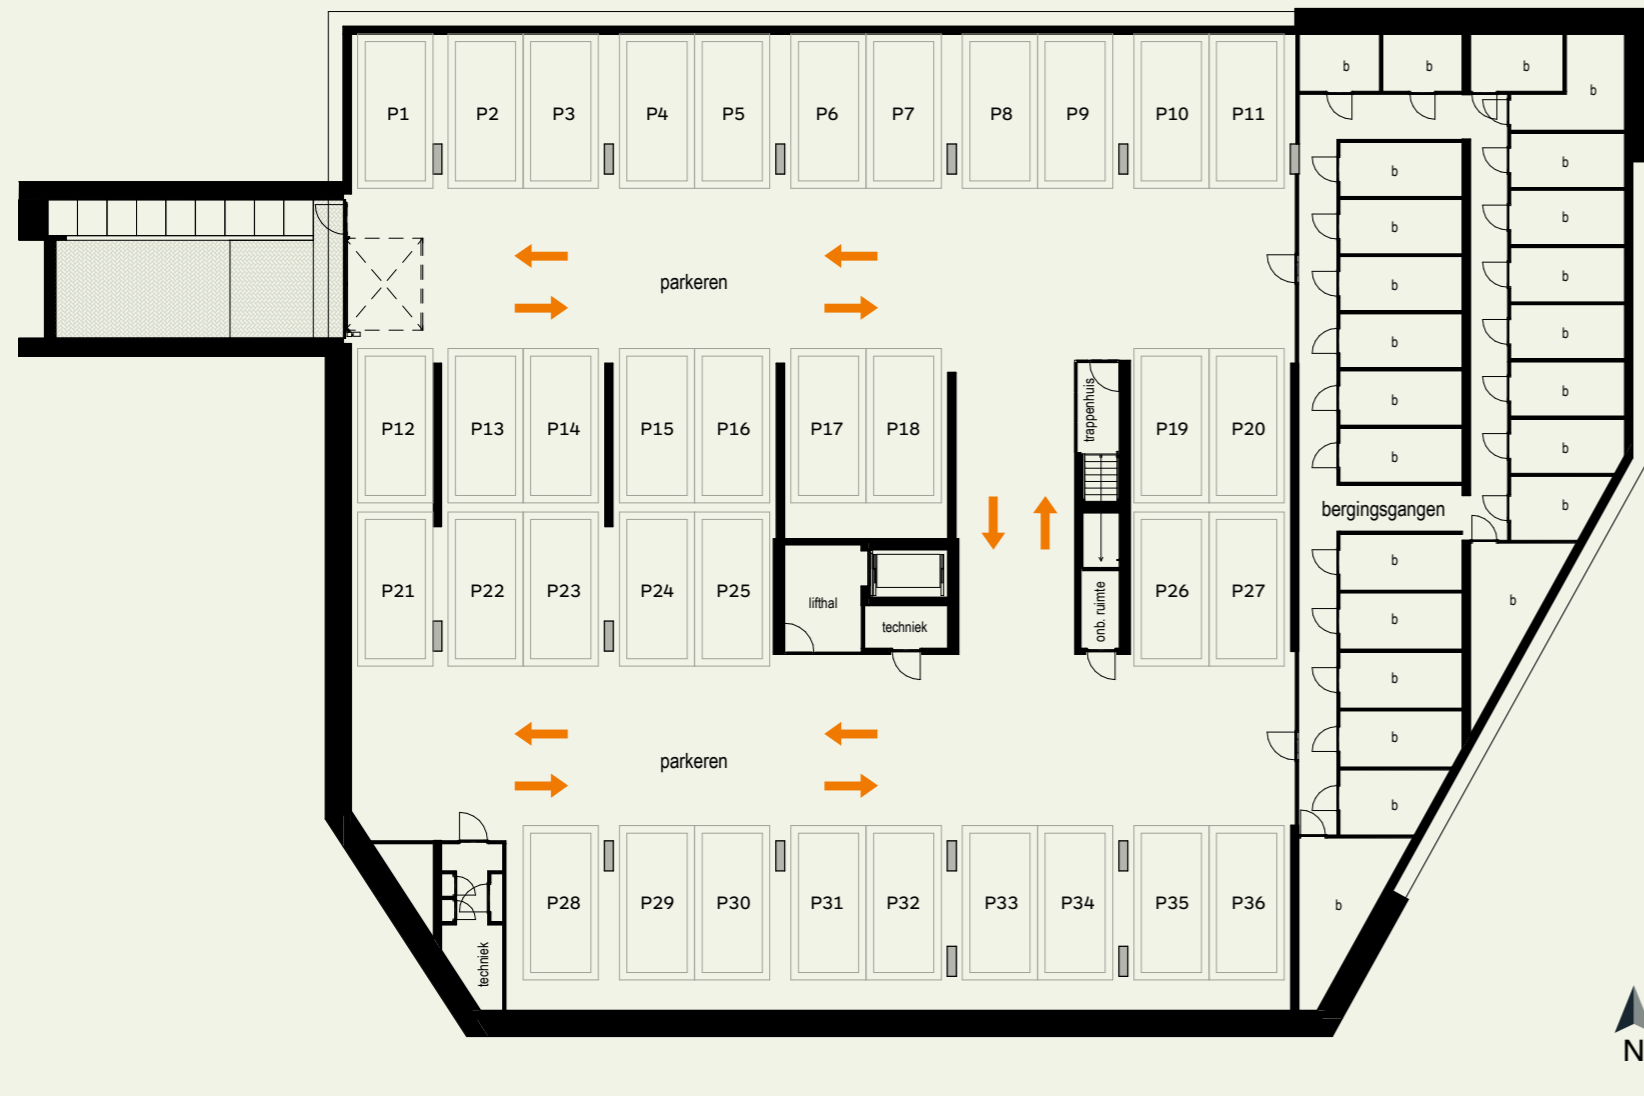 P1 P2 P3 P4 P5 P6 P7 P8 P9 P10 P11
b b b
b
b
b
b
b
parkeren
b
b
b
b
b
b
trappenhuis
P12 P13 P14 P15 P16 P17 P18 P19 P20
b
b
b
bergingsgangen
b
b
P21 P22 P23 P24 P25 P26 P27
lifthal
techniek
onb. ruimte
b
b
b
b
parkeren
b
P28 P29 P30 P31 P32 P33 P34 P35 P36
b
techniek
N